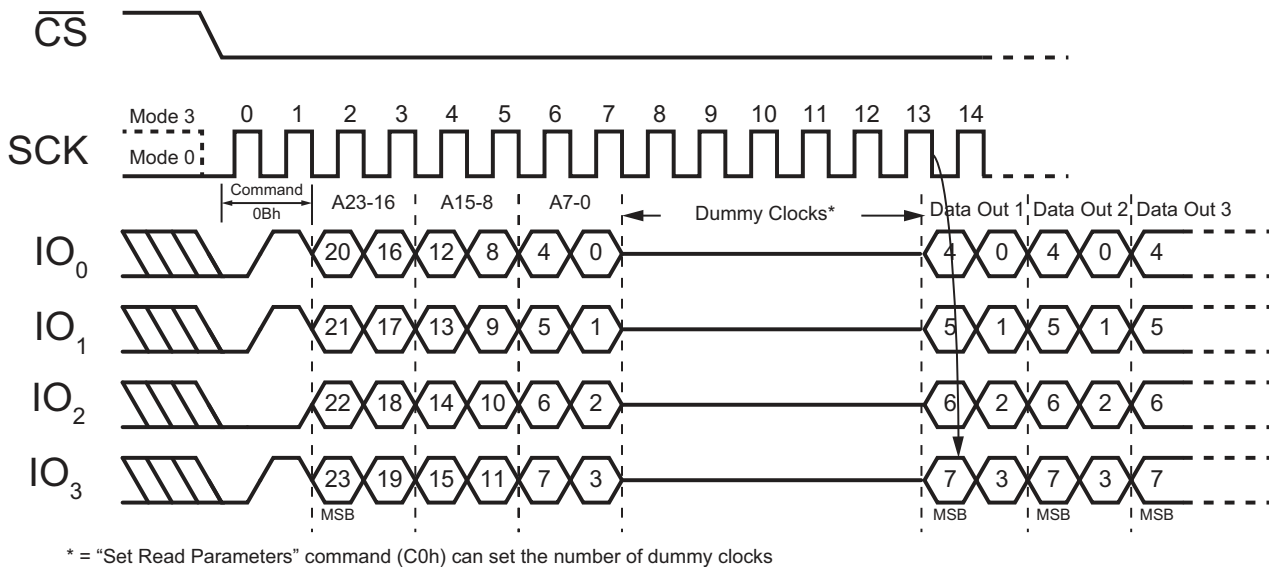 CS
Mode 3
Mode 0
SCK
0 1 2 3 4 5 6 7 8 9 10 11 12 13 14
Command
0Bh
A23-16 A15-8 A7-0 Dummy Clocks* Data Out 1 Data Out 2 Data Out 3
IO0 20 16 12 8 4 0 4 0 4 0 4
IO1 21 17 13 9 5 1 5 1 5 1 5
IO2 22 18 14 10 6 2 6 2 6 2 6
IO3 23 19 15 11 7 3 7 3 7 3 7
MSB MSB MSB MSB
* = “Set Read Parameters” command (C0h) can set the number of dummy clocks